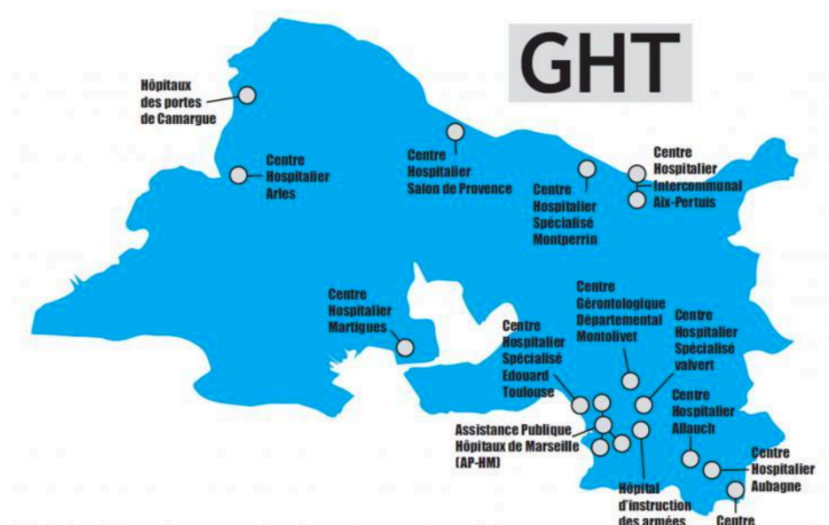 GHT
Hôpitaux
des portes
de Camargue
Centre
Hospitalier
Arles
Centre
Hospitalier
Salon de Provence
Centre
Hospitalier
Spécialisé
Montperrin
Centre
Hospitalier
Intercommunal
Aix-Pertuis
Centre
Hospitalier
Martigues
Centre
Hospitalier
Spécialisé
Edouard
Toulouse
Centre
Gérontologique
Départemental
Montolivet
Centre
Hospitalier
Spécialisé
valvert
Centre
Hospitalier
Allauch
Assistance Publique
Hôpitaux de Marseille
(AP-HM)
Centre
Hospitalier
Aubagne
Hôpital
d'instruction
des armées
Centre